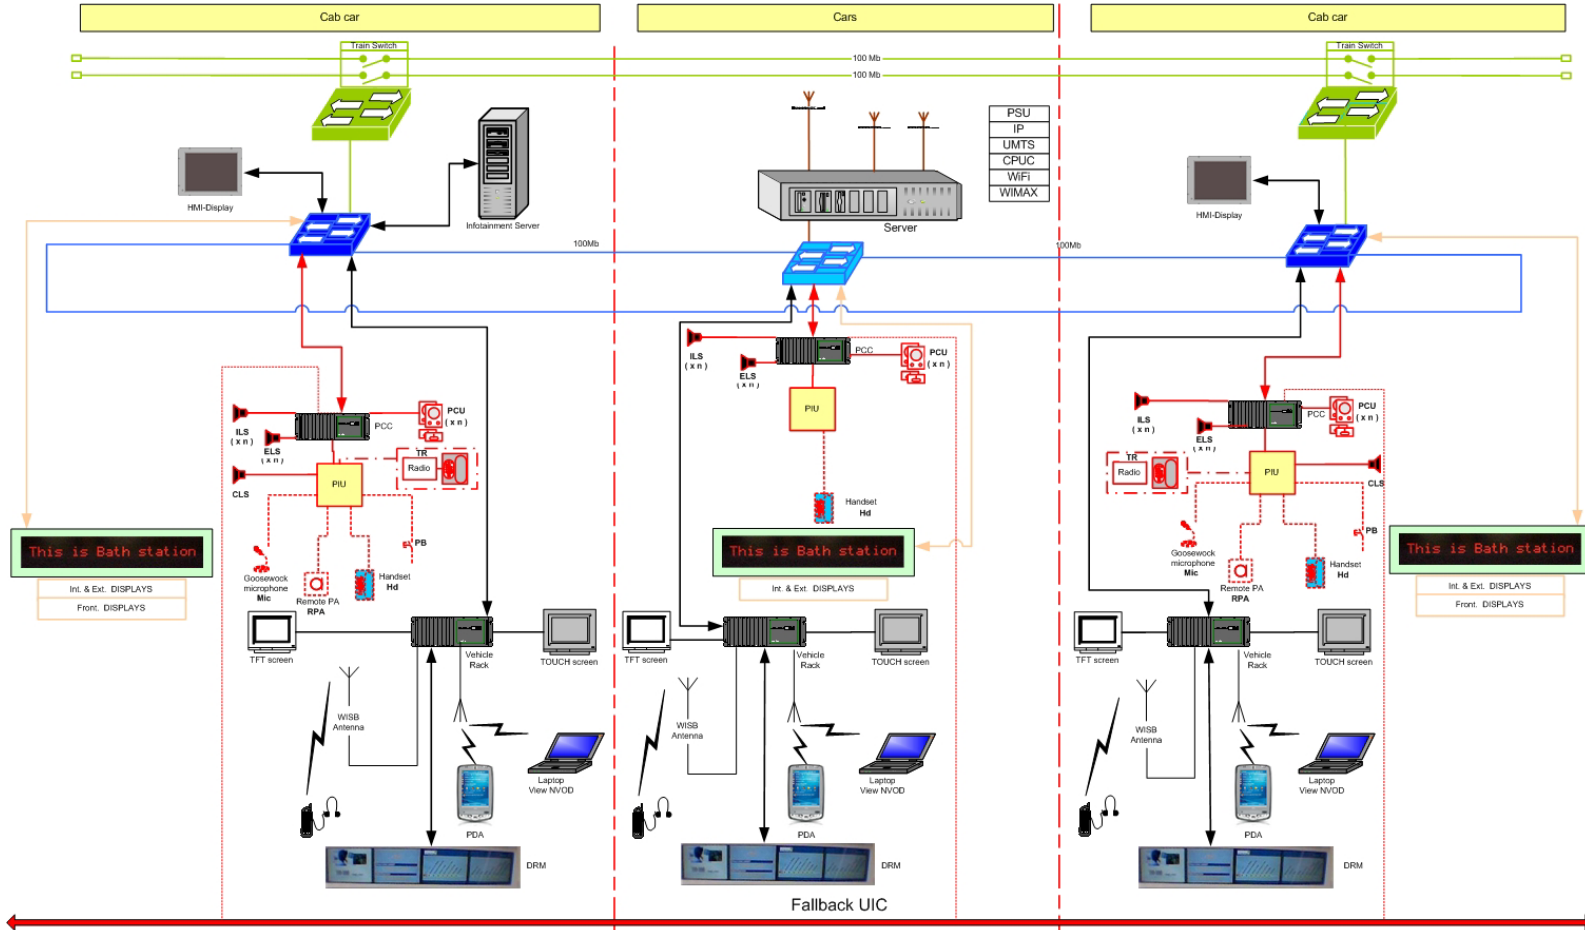 Cab car
Cars
Cab car
Train Switch
Train Switch
100 Mb
100 Mb
PSU
IP
UMTS
CPUC
WiFi
WIMAX
HMI-Display
Infotainment Server
Server
HMI-Display
100Mb
100Mb
ILS
( x n )
ELS
( x n )
PCC
PCU
( x n )
PIU
Handset
Hd
ILS
( x n )
ELS
( x n )
CLS
PCC
PCU
( x n )
TR
Radio
PIU
PB
Goosewock
microphone
Mic
Remote PA
RPA
Handset
Hd
ILS
( x n )
ELS
( x n )
PCC
PCU
( x n )
TR
Radio
PIU
CLS
PB
Goosewock
microphone
Mic
Remote PA
RPA
Handset
Hd
This is Bath station
Int. & Ext. DISPLAYS
Front. DISPLAYS
This is Bath station
Int. & Ext. DISPLAYS
This is Bath station
Int. & Ext. DISPLAYS
Front. DISPLAYS
TFT screen
Vehicle
Rack
TOUCH screen
TFT screen
Vehicle
Rack
TOUCH screen
TFT screen
Vehicle
Rack
TOUCH screen
WISB
Antenna
Laptop
View NVOD
PDA
DRM
WISB
Antenna
Laptop
View NVOD
PDA
DRM
WISB
Antenna
Laptop
View NVOD
PDA
DRM
Fallback UIC